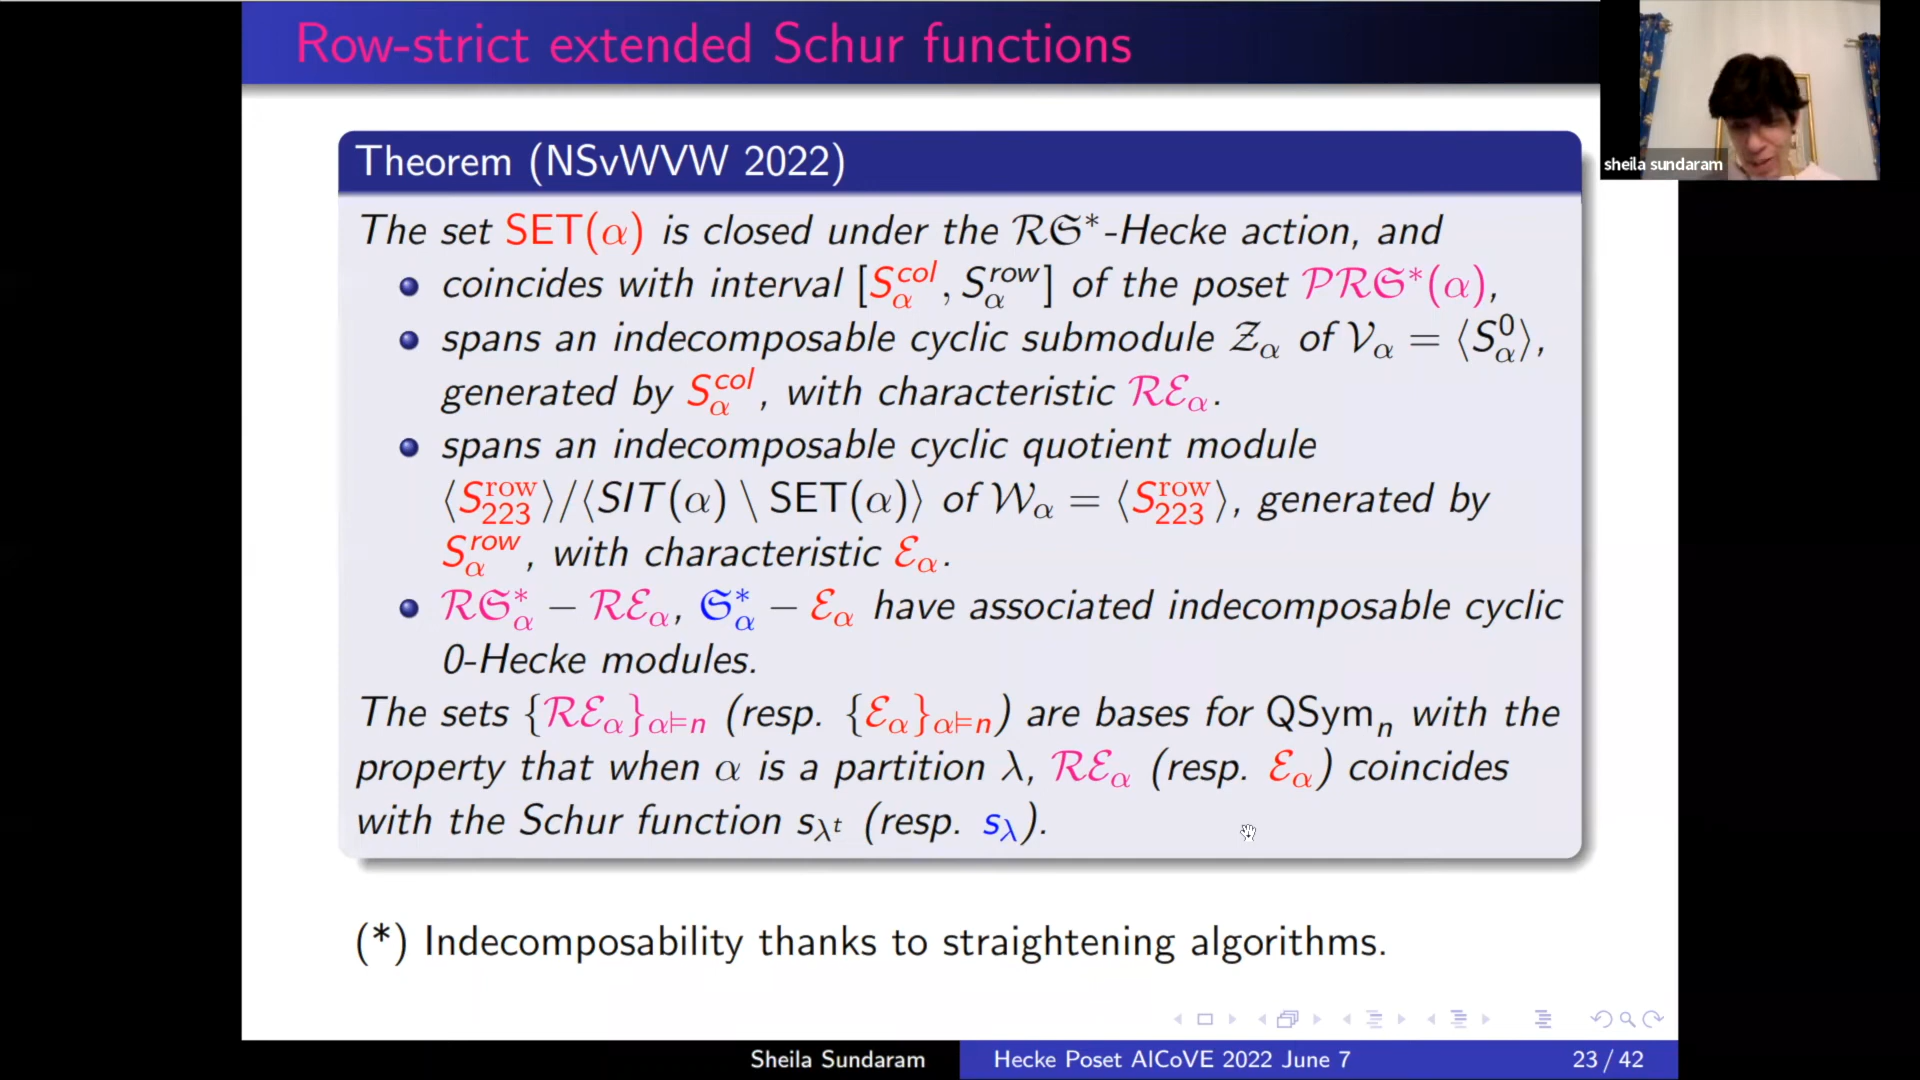 Row-strict extended Schur functions
sheila sundaram
Theorem (NSvWVW 2022)
The set SET(α) is closed under the ℛ𝔖*-Hecke action, and
coincides with interval [S_α^{col}, S_α^{row}] of the poset 𝒫ℛ𝔖*(α),
spans an indecomposable cyclic submodule 𝒵_α of 𝒱_α = ⟨S_α^0⟩,
generated by S_α^{col}, with characteristic ℛℰ_α.
spans an indecomposable cyclic quotient module
⟨S_{223}^{row}⟩/⟨SIT(α) \ SET(α)⟩ of 𝒲_α = ⟨S_{223}^{row}⟩, generated by
S_α^{row}, with characteristic ℰ_α.
ℛ𝔖*_α − ℛℰ_α, 𝔖*_α − ℰ_α have associated indecomposable cyclic
0-Hecke modules.
The sets {ℛℰ_α}_{α⊨n} (resp. {ℰ_α}_{α⊨n}) are bases for QSym_n with the
property that when α is a partition λ, ℛℰ_α (resp. ℰ_α) coincides
with the Schur function s_{λ^t} (resp. s_λ).
(*) Indecomposability thanks to straightening algorithms.
Sheila Sundaram
Hecke Poset AlCoVE 2022 June 7
23 / 42